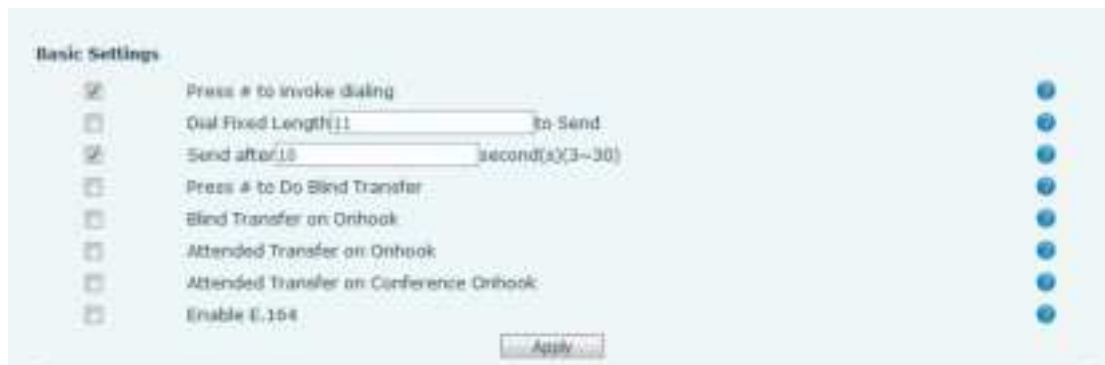 Basic Settings
Press # to invoke dialing
Dial Fixed Length 11 to Send
Send after 10 second(s)(3~30)
Press # to Do Blind Transfer
Blind Transfer on Onhook
Attended Transfer on Onhook
Attended Transfer on Conference Onhook
Enable E.164
Apply